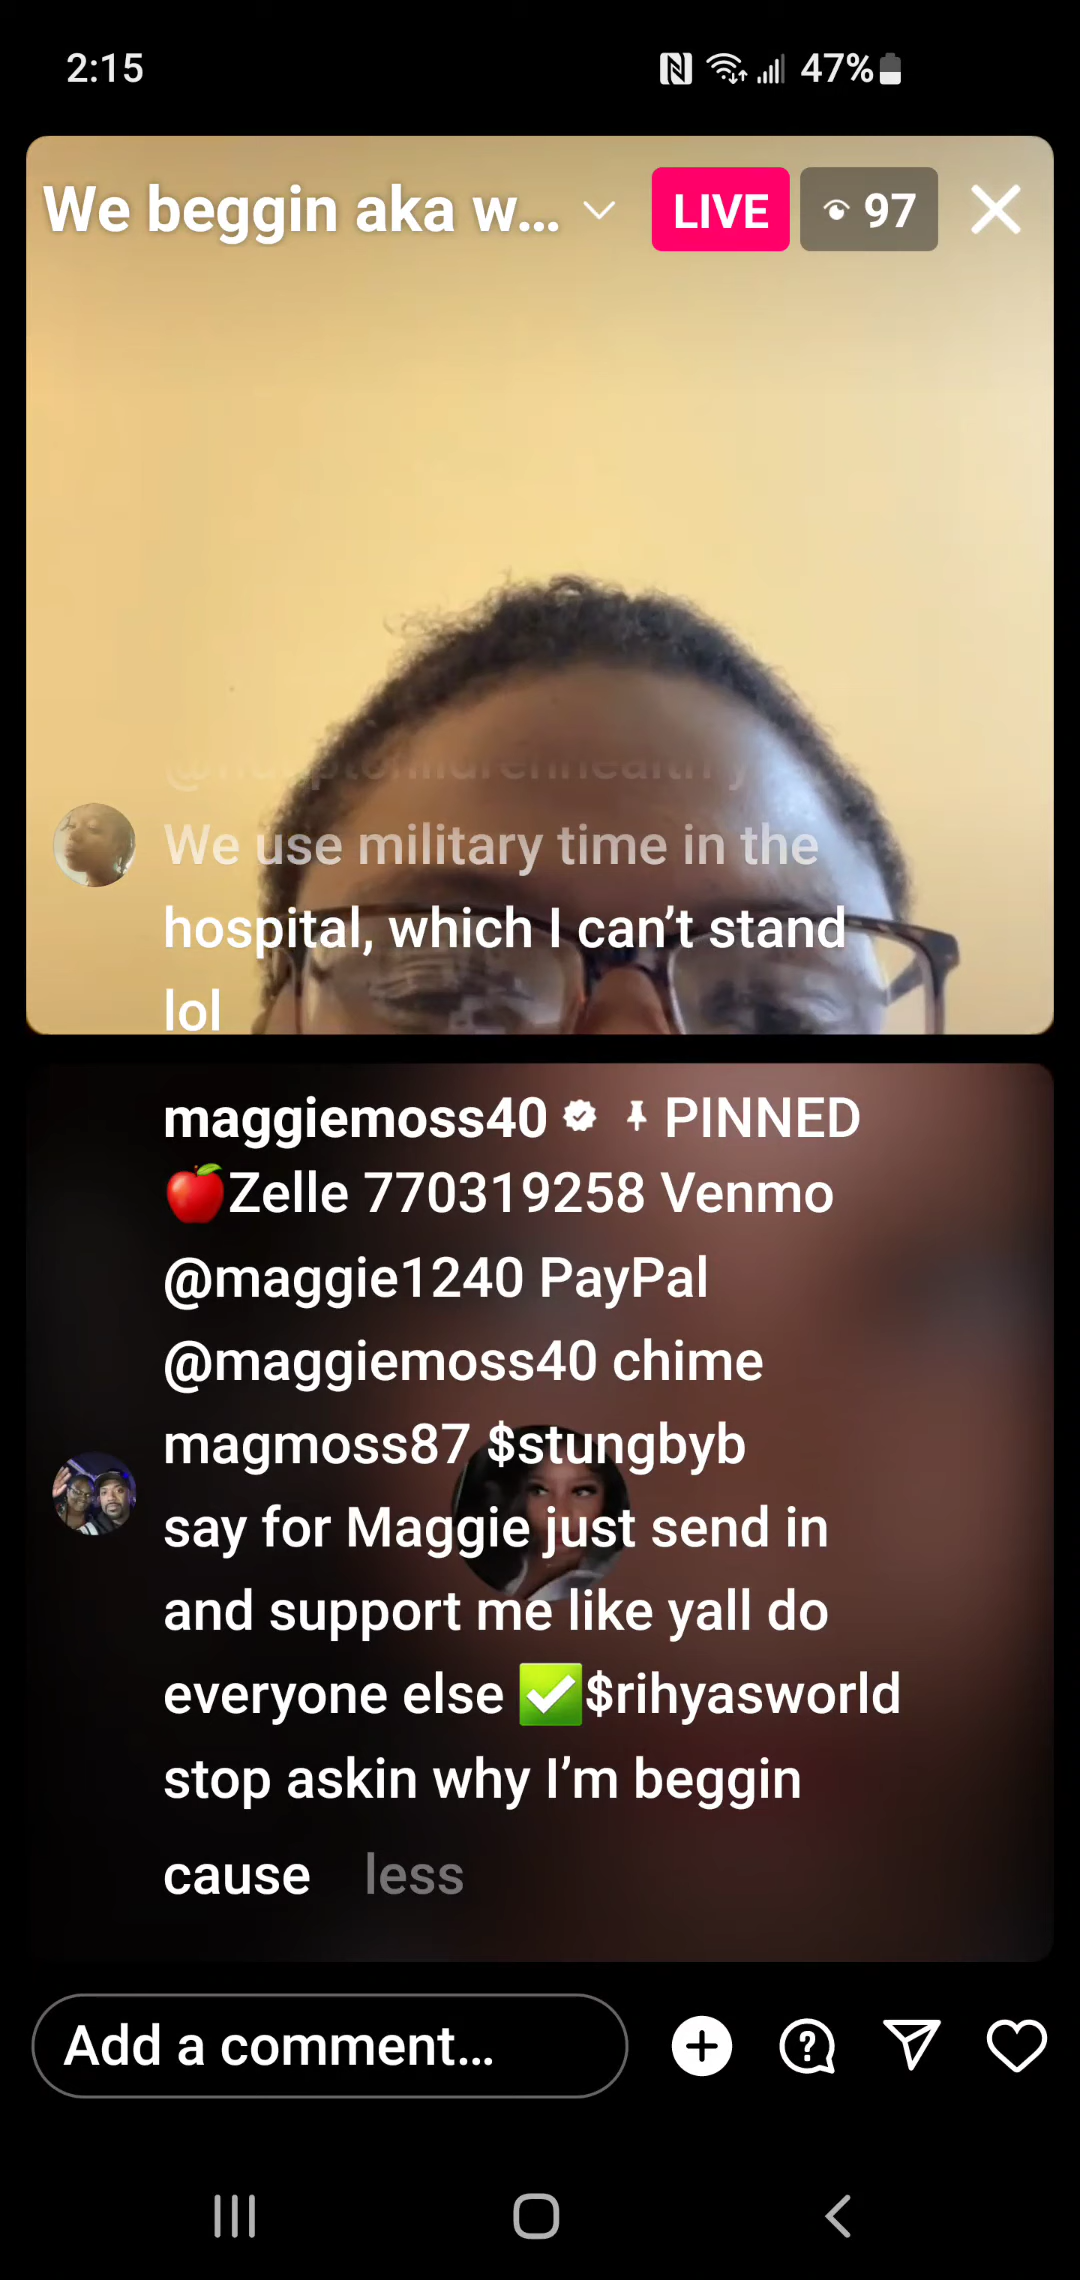 2:15 47%
We beggin aka w... LIVE 97
We use military time in the
hospital, which I can't stand
lol
maggiemoss40 PINNED
🍎Zelle 770319258 Venmo
@maggie1240 PayPal
@maggiemoss40 chime
magmoss87 $stungbyb
say for Maggie just send in
and support me like yall do
everyone else ✅$rihyasworld
stop askin why I'm beggin
cause less
Add a comment...